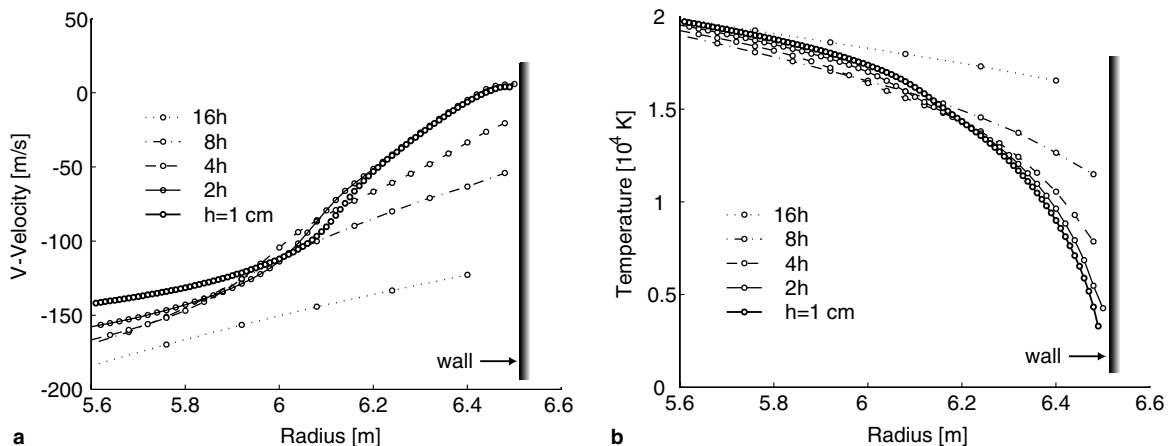 50
0
-50
-100
-150
-200
V-Velocity [m/s]
16h
8h
4h
2h
h=1 cm
wall
5.6 5.8 6 6.2 6.4 6.6
Radius [m]
a
2
1.5
1
0.5
0
Temperature [10⁴ K]
16h
8h
4h
2h
h=1 cm
wall
5.6 5.8 6 6.2 6.4 6.6
Radius [m]
b